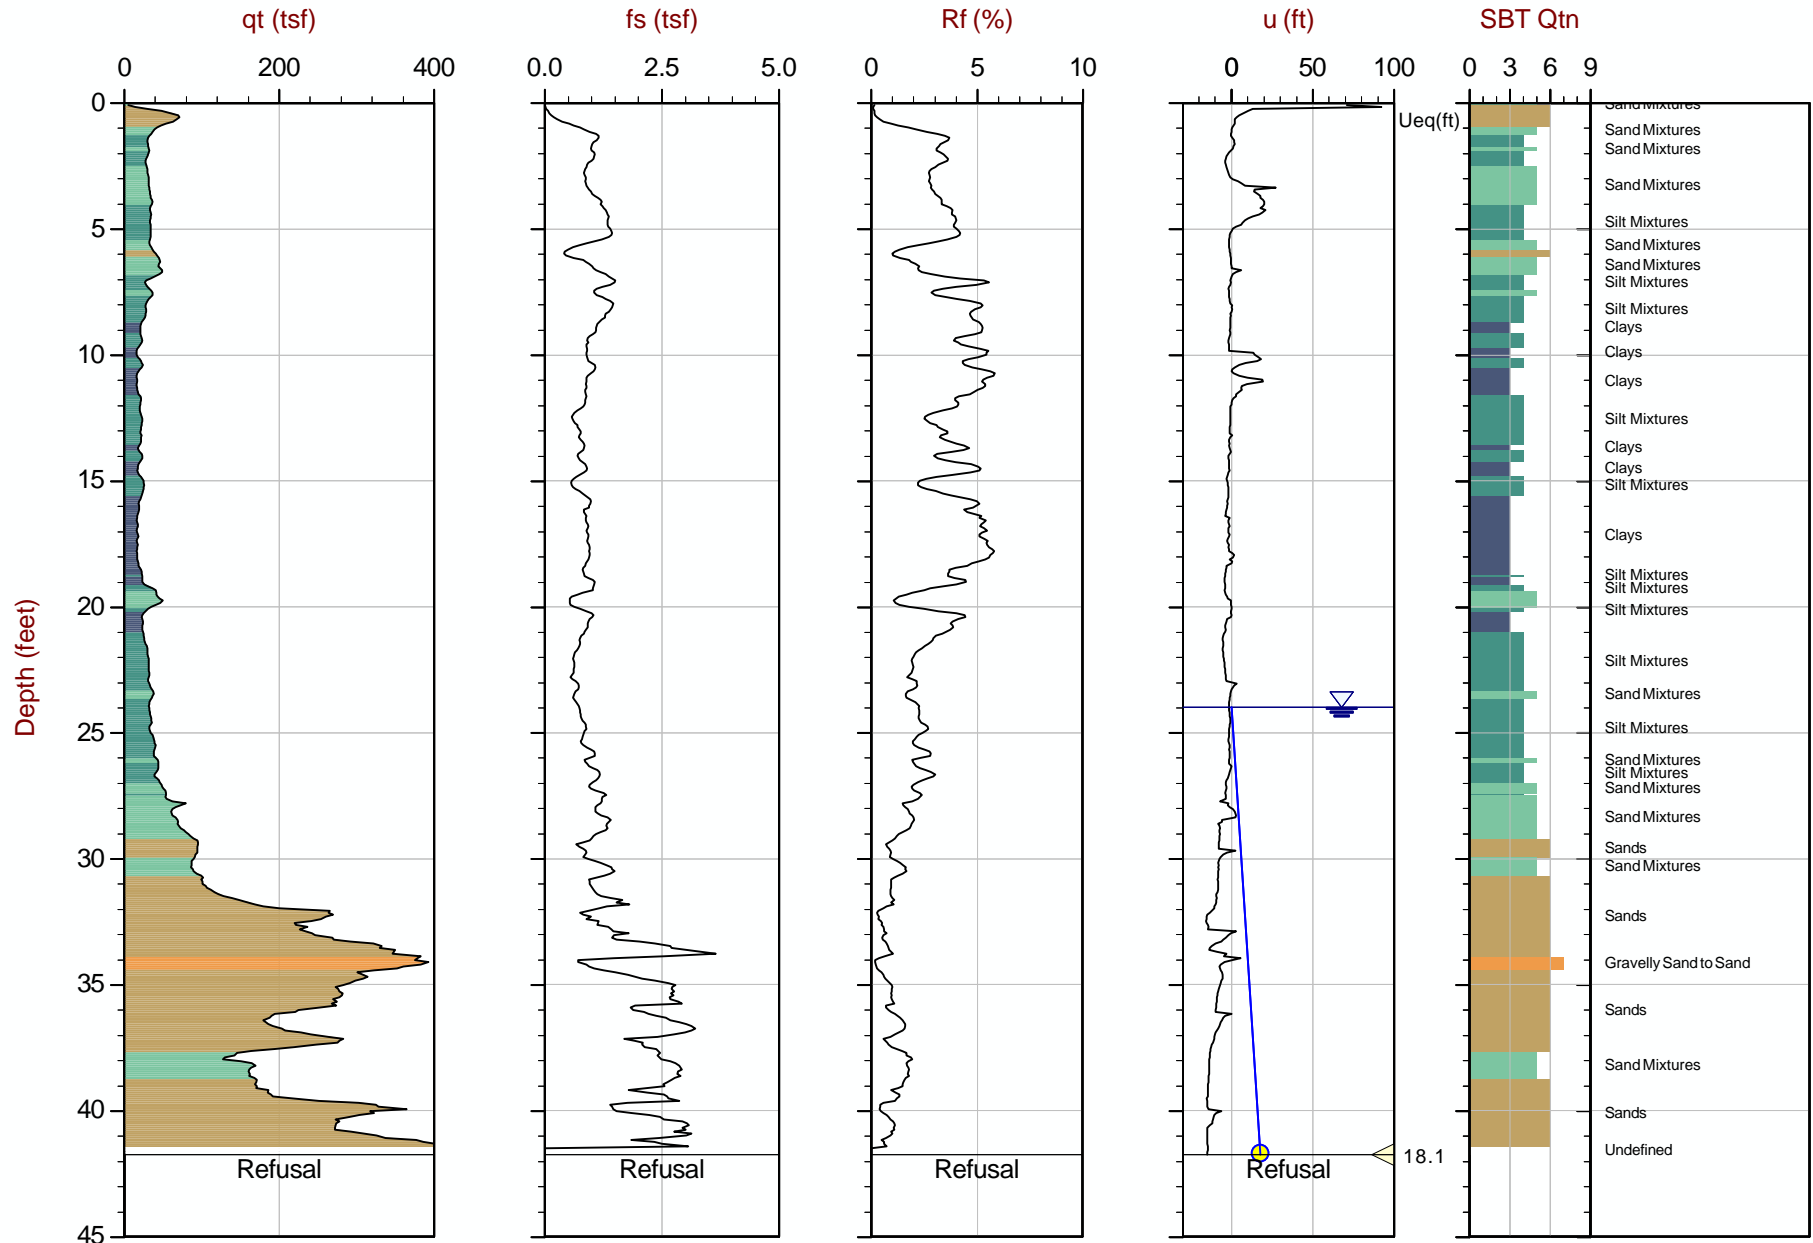 qt (tsf) fs (tsf) Rf (%) u (ft) SBT Qtn
0 200 400 0.0 2.5 5.0 0 5 10 0 50 100 0 3 6 9
0
Sand Mixtures
Ueq(ft)
Sand Mixtures
Sand Mixtures
Sand Mixtures
Silt Mixtures
5
Sand Mixtures
Sand Mixtures
Silt Mixtures
Silt Mixtures
Clays
10
Clays
Clays
Silt Mixtures
Clays
Clays
15
Silt Mixtures
Clays
Silt Mixtures
Silt Mixtures
20
Silt Mixtures
Depth (feet)
Silt Mixtures
Sand Mixtures
Silt Mixtures
25
Sand Mixtures
Silt Mixtures
Sand Mixtures
Sand Mixtures
Sands
30
Sand Mixtures
Sands
Gravelly Sand to Sand
35
Sands
Sand Mixtures
40
Sands
Undefined
18.1
Refusal Refusal Refusal Refusal
45